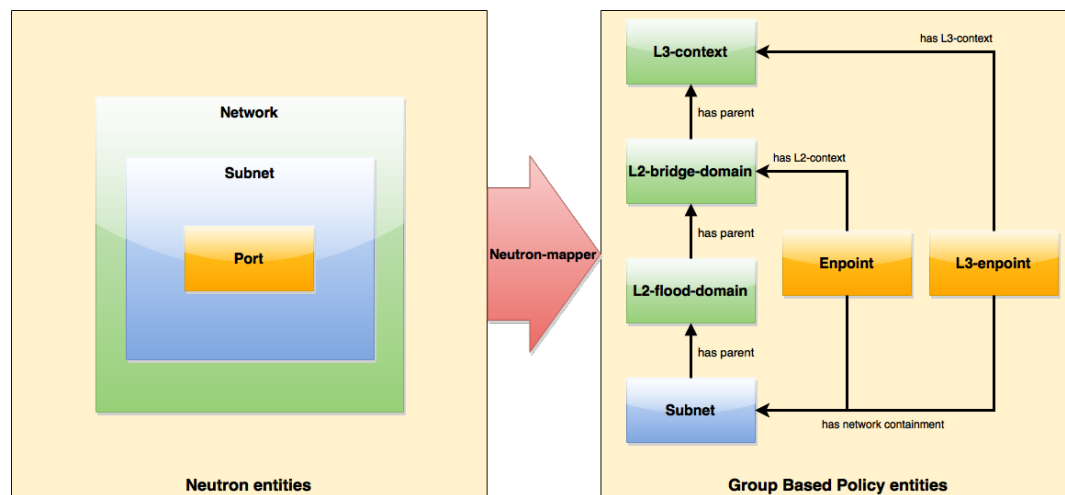 Network
Subnet
Port
Neutron entities
Neutron-mapper
L3-context
has L3-context
has parent
L2-bridge-domain
has L2-context
has parent
Enpoint
L3-enpoint
L2-flood-domain
has parent
Subnet
has network containment
Group Based Policy entities